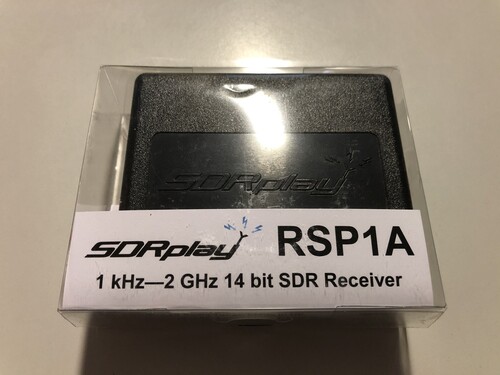 SDRplay
SDRplay RSP1A
1 kHz—2 GHz 14 bit SDR Receiver